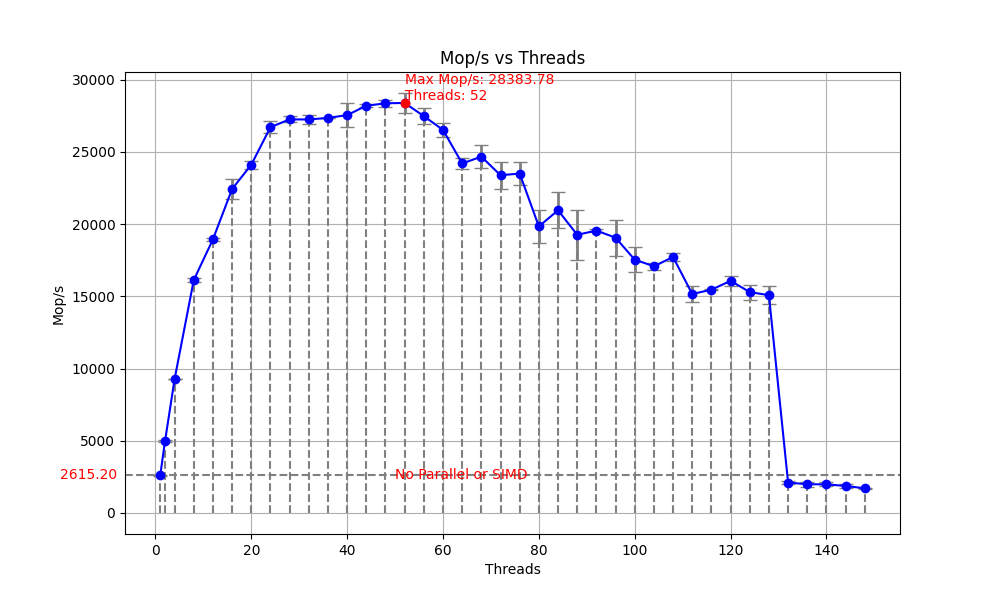 Mop/s vs Threads
Max Mop/s: 28383.78
Threads: 52
30000
25000
20000
15000
10000
5000
2615.20
No Parallel or SIMD
0
Mop/s
0 20 40 60 80 100 120 140
Threads